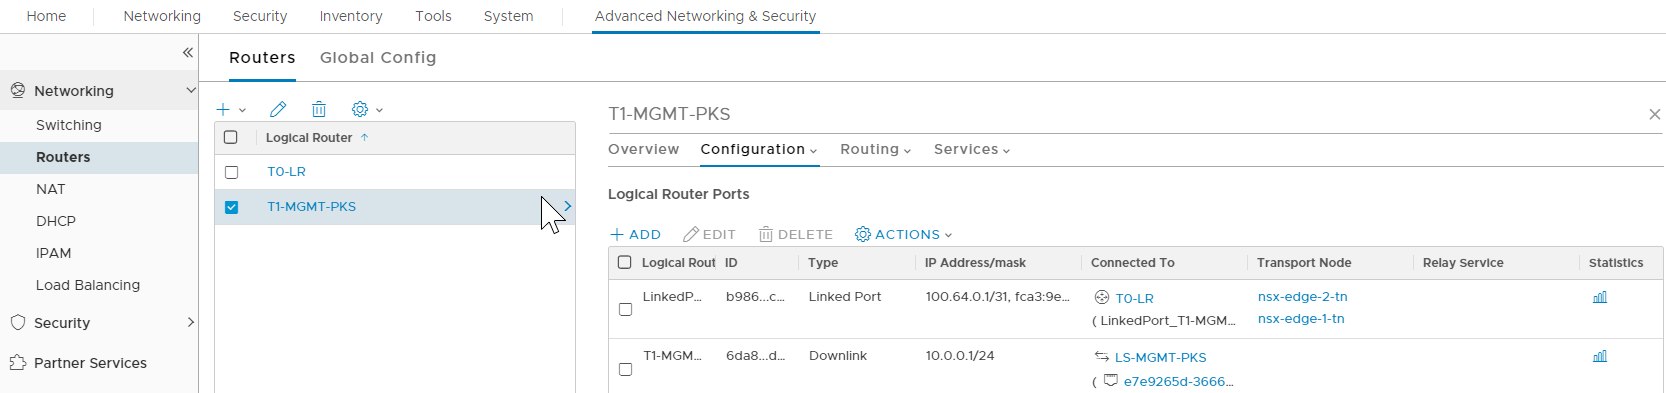 Home Networking Security Inventory Tools System Advanced Networking & Security
Networking
Switching
Routers
NAT
DHCP
IPAM
Load Balancing
Security
Partner Services
Routers Global Config
Logical Router
T0-LR
T1-MGMT-PKS
T1-MGMT-PKS
Overview Configuration Routing Services
Logical Router Ports
ADD EDIT DELETE ACTIONS
Logical Rout ID Type IP Address/mask Connected To Transport Node Relay Service Statistics
LinkedP... b986...c... Linked Port 100.64.0.1/31, fca3:9e... T0-LR nsx-edge-2-tn
( LinkedPort_T1-MGM... nsx-edge-1-tn
T1-MGM... 6da8...d... Downlink 10.0.0.1/24 LS-MGMT-PKS
( e7e9265d-3666...